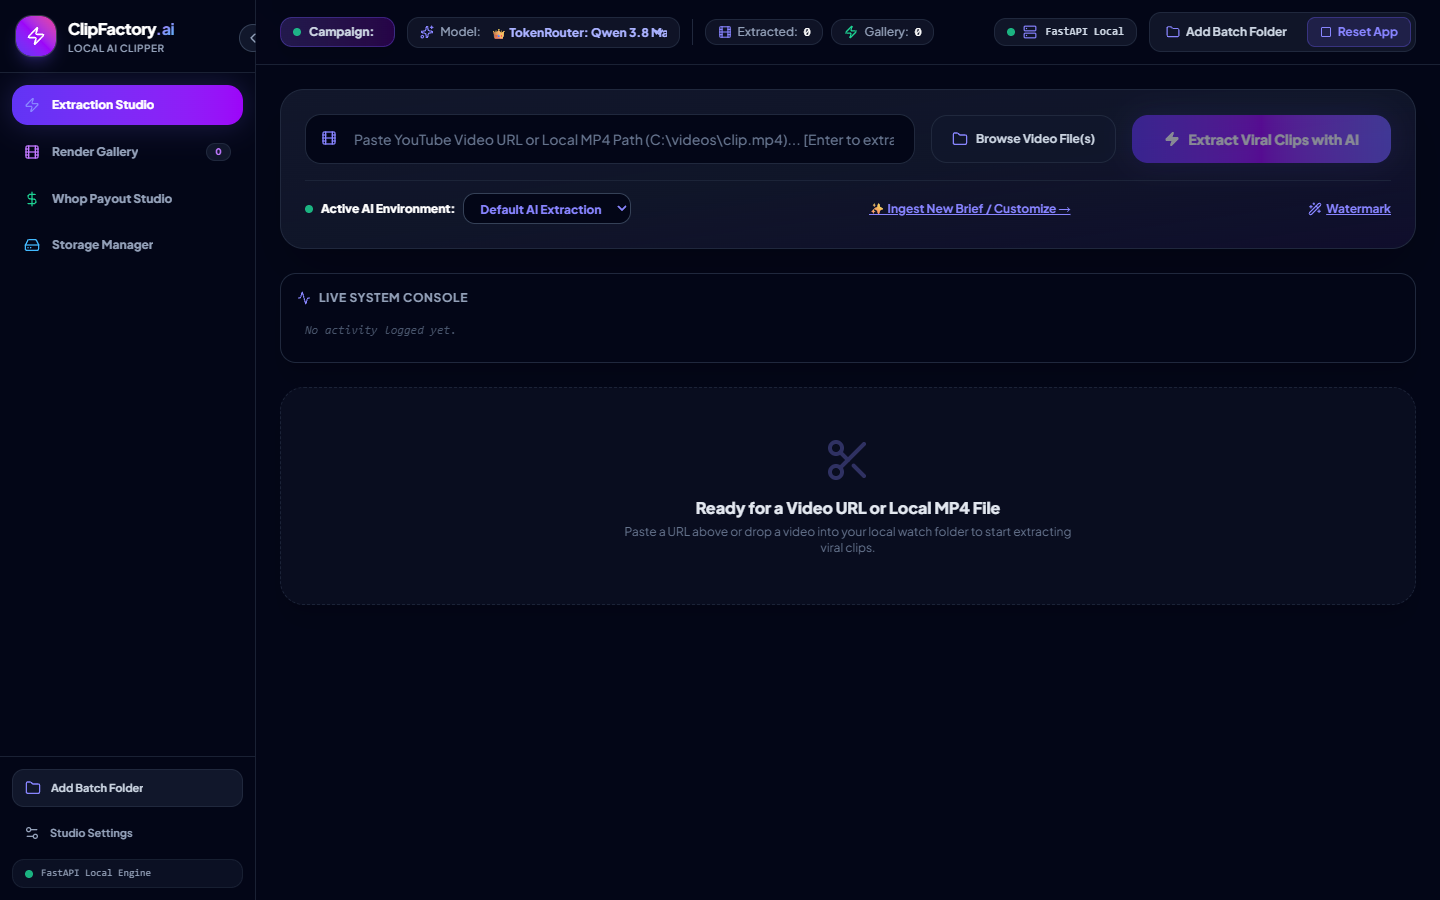 ClipFactory.ai
LOCAL AI CLIPPER
Extraction Studio
Render Gallery
0
Whop Payout Studio
Storage Manager
Add Batch Folder
Studio Settings
FastAPI Local Engine
Campaign:
Model: 👑 TokenRouter: Qwen 3.8 Ma
Extracted: 0
Gallery: 0
FastAPI Local
Add Batch Folder
Reset App
Paste YouTube Video URL or Local MP4 Path (C:\videos\clip.mp4)... [Enter to extra
Browse Video File(s)
Extract Viral Clips with AI
Active AI Environment:
Default AI Extraction
✨ Ingest New Brief / Customize →
Watermark
LIVE SYSTEM CONSOLE
No activity logged yet.
Ready for a Video URL or Local MP4 File
Paste a URL above or drop a video into your local watch folder to start extracting
viral clips.